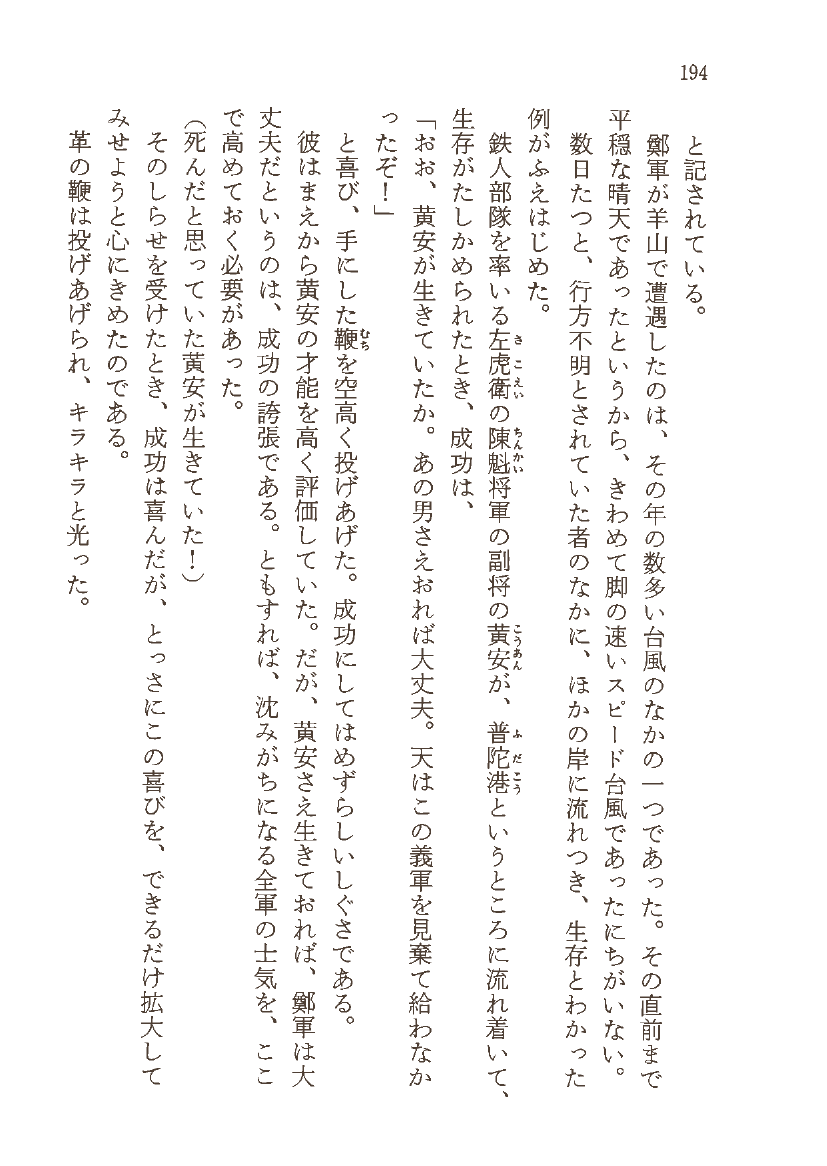 194
と記されている。
鄭軍が羊山で遭遇したのは、その年の数多い台風のなかの一つであった。その直前まで
平穏な晴天であったというから、きわめて脚の速いスピード台風であったにちがいない。
数日たつと、行方不明とされていた者のなかに、ほかの岸に流れつき、生存とわかった
例がふえはじめた。
鉄人部隊を率いる左虎衛の陳魁将軍の副将の黄安が、普陀港というところに流れ着いて、
生存がたしかめられたとき、成功は、
「おお、黄安が生きていたか。あの男さえおれば大丈夫。天はこの義軍を見棄て給わなか
ったぞ！」
と喜び、手にした鞭を空高く投げあげた。成功にしてはめずらしいしぐさである。
彼はまえから黄安の才能を高く評価していた。だが、黄安さえ生きておれば、鄭軍は大
丈夫だというのは、成功の誇張である。ともすれば、沈みがちになる全軍の士気を、ここ
で高めておく必要があった。
（死んだと思っていた黄安が生きていた！）
そのしらせを受けたとき、成功は喜んだが、とっさにこの喜びを、できるだけ拡大して
みせようと心にきめたのである。
革の鞭は投げあげられ、キラキラと光った。